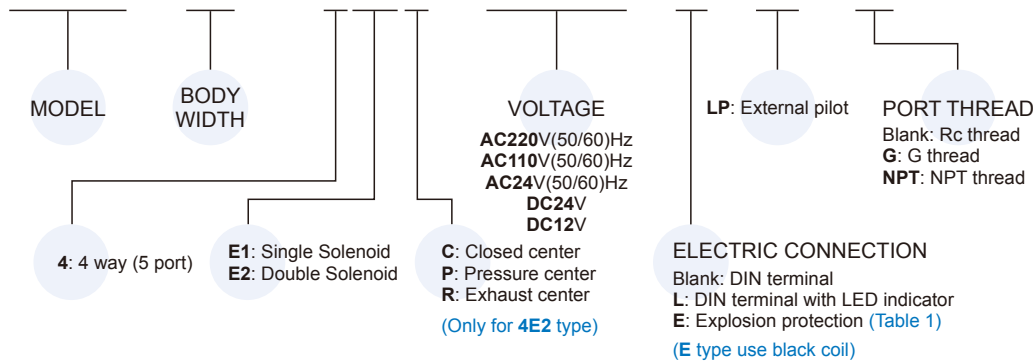 MODEL
BODY
WIDTH
VOLTAGE
AC220V(50/60)Hz
AC110V(50/60)Hz
AC24V(50/60)Hz
DC24V
DC12V
LP: External pilot
PORT THREAD
Blank: Rc thread
G: G thread
NPT: NPT thread
4: 4 way (5 port)
E1: Single Solenoid
E2: Double Solenoid
C: Closed center
P: Pressure center
R: Exhaust center
(Only for 4E2 type)
ELECTRIC CONNECTION
Blank: DIN terminal
L: DIN terminal with LED indicator
E: Explosion protection (Table 1)
(E type use black coil)